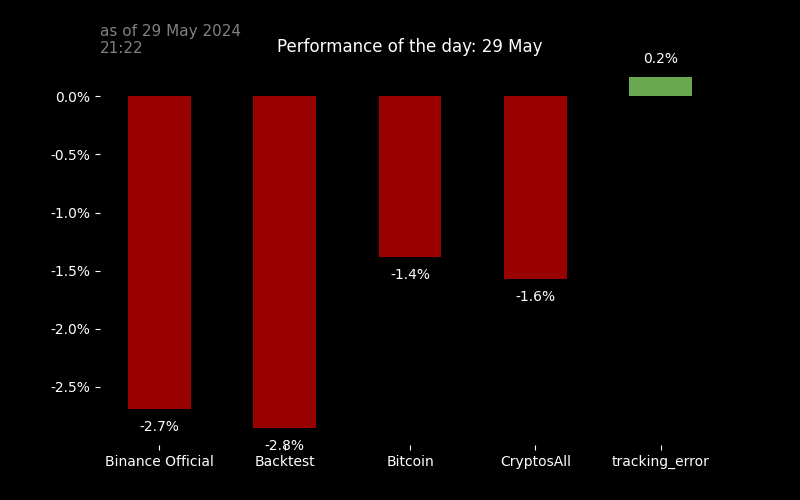 as of 29 May 2024
21:22
Performance of the day: 29 May
0.2%
0.0%
-0.5%
-1.0%
-1.5%
-2.0%
-2.5%
-1.4%
-1.6%
-2.7%
-2.8%
Binance Official
Backtest
Bitcoin
CryptosAll
tracking_error